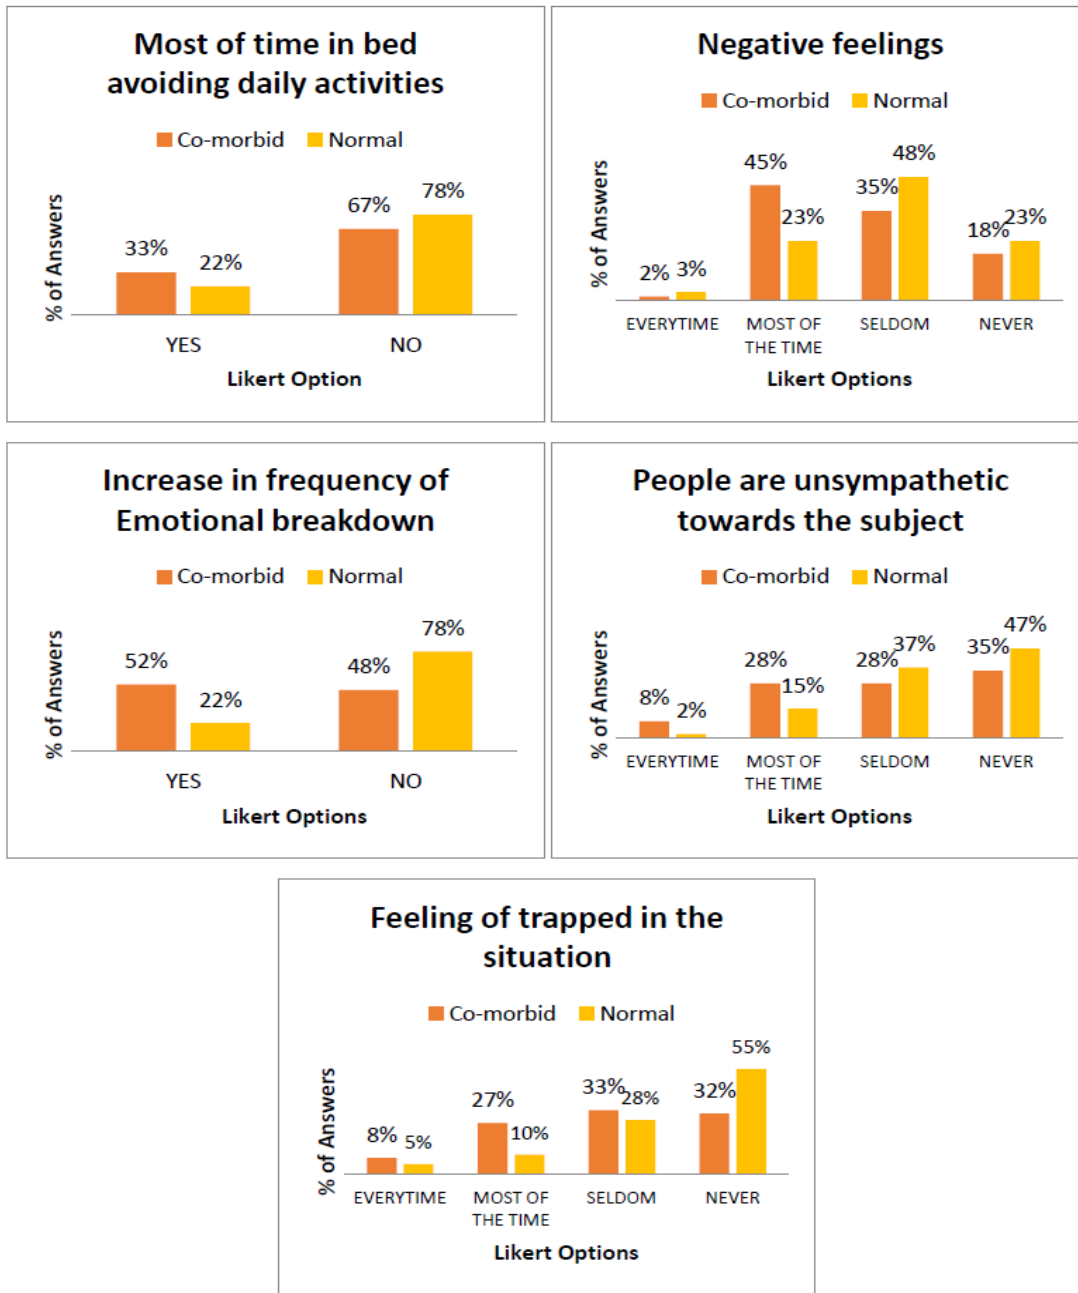 Most of time in bed
avoiding daily activities
Co-morbid Normal
% of Answers
33% 22% 67% 78%
YES NO
Likert Option
Negative feelings
Co-morbid Normal
% of Answers
2% 3% 45% 23% 35% 48% 18% 23%
EVERYTIME MOST OF SELDOM NEVER
THE TIME
Likert Options
Increase in frequency of
Emotional breakdown
Co-morbid Normal
% of Answers
52% 22% 48% 78%
YES NO
Likert Options
People are unsympathetic
towards the subject
Co-morbid Normal
% of Answers
8% 2% 28% 15% 28% 37% 35% 47%
EVERYTIME MOST OF SELDOM NEVER
THE TIME
Likert Options
Feeling of trapped in the
situation
Co-morbid Normal
% of Answers
8% 5% 27% 10% 33% 28% 32% 55%
EVERYTIME MOST OF SELDOM NEVER
THE TIME
Likert Options